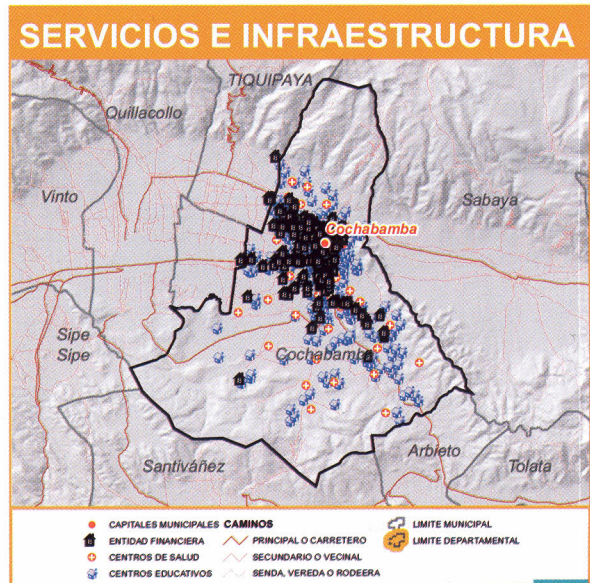 SERVICIOS E INFRAESTRUCTURA
TIQUIPAYA
Quillacollo
Vinto
Sabaya
Cochabamba
Sipe
Sipe
Cochabamba
Santiváñez
Arbieto
Tolata
CAPITALES MUNICIPALES
ENTIDAD FINANCIERA
CENTROS DE SALUD
CENTROS EDUCATIVOS
CAMINOS
PRINCIPAL O CARRETERO
SECUNDARIO O VECINAL
SENDA, VEREDA O RODEERA
LIMITE MUNICIPAL
LIMITE DEPARTAMENTAL